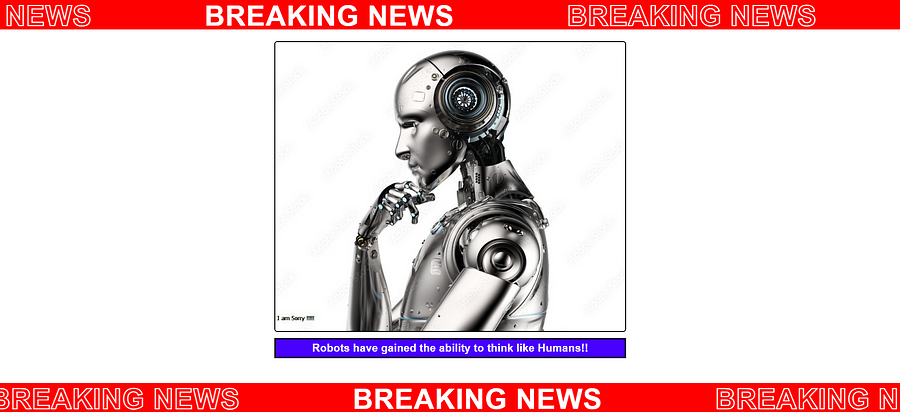 NEWS BREAKING NEWS BREAKING NEWS
I am Sorry !!!!!
Robots have gained the ability to think like Humans!!
BREAKING NEWS BREAKING NEWS BREAKING N